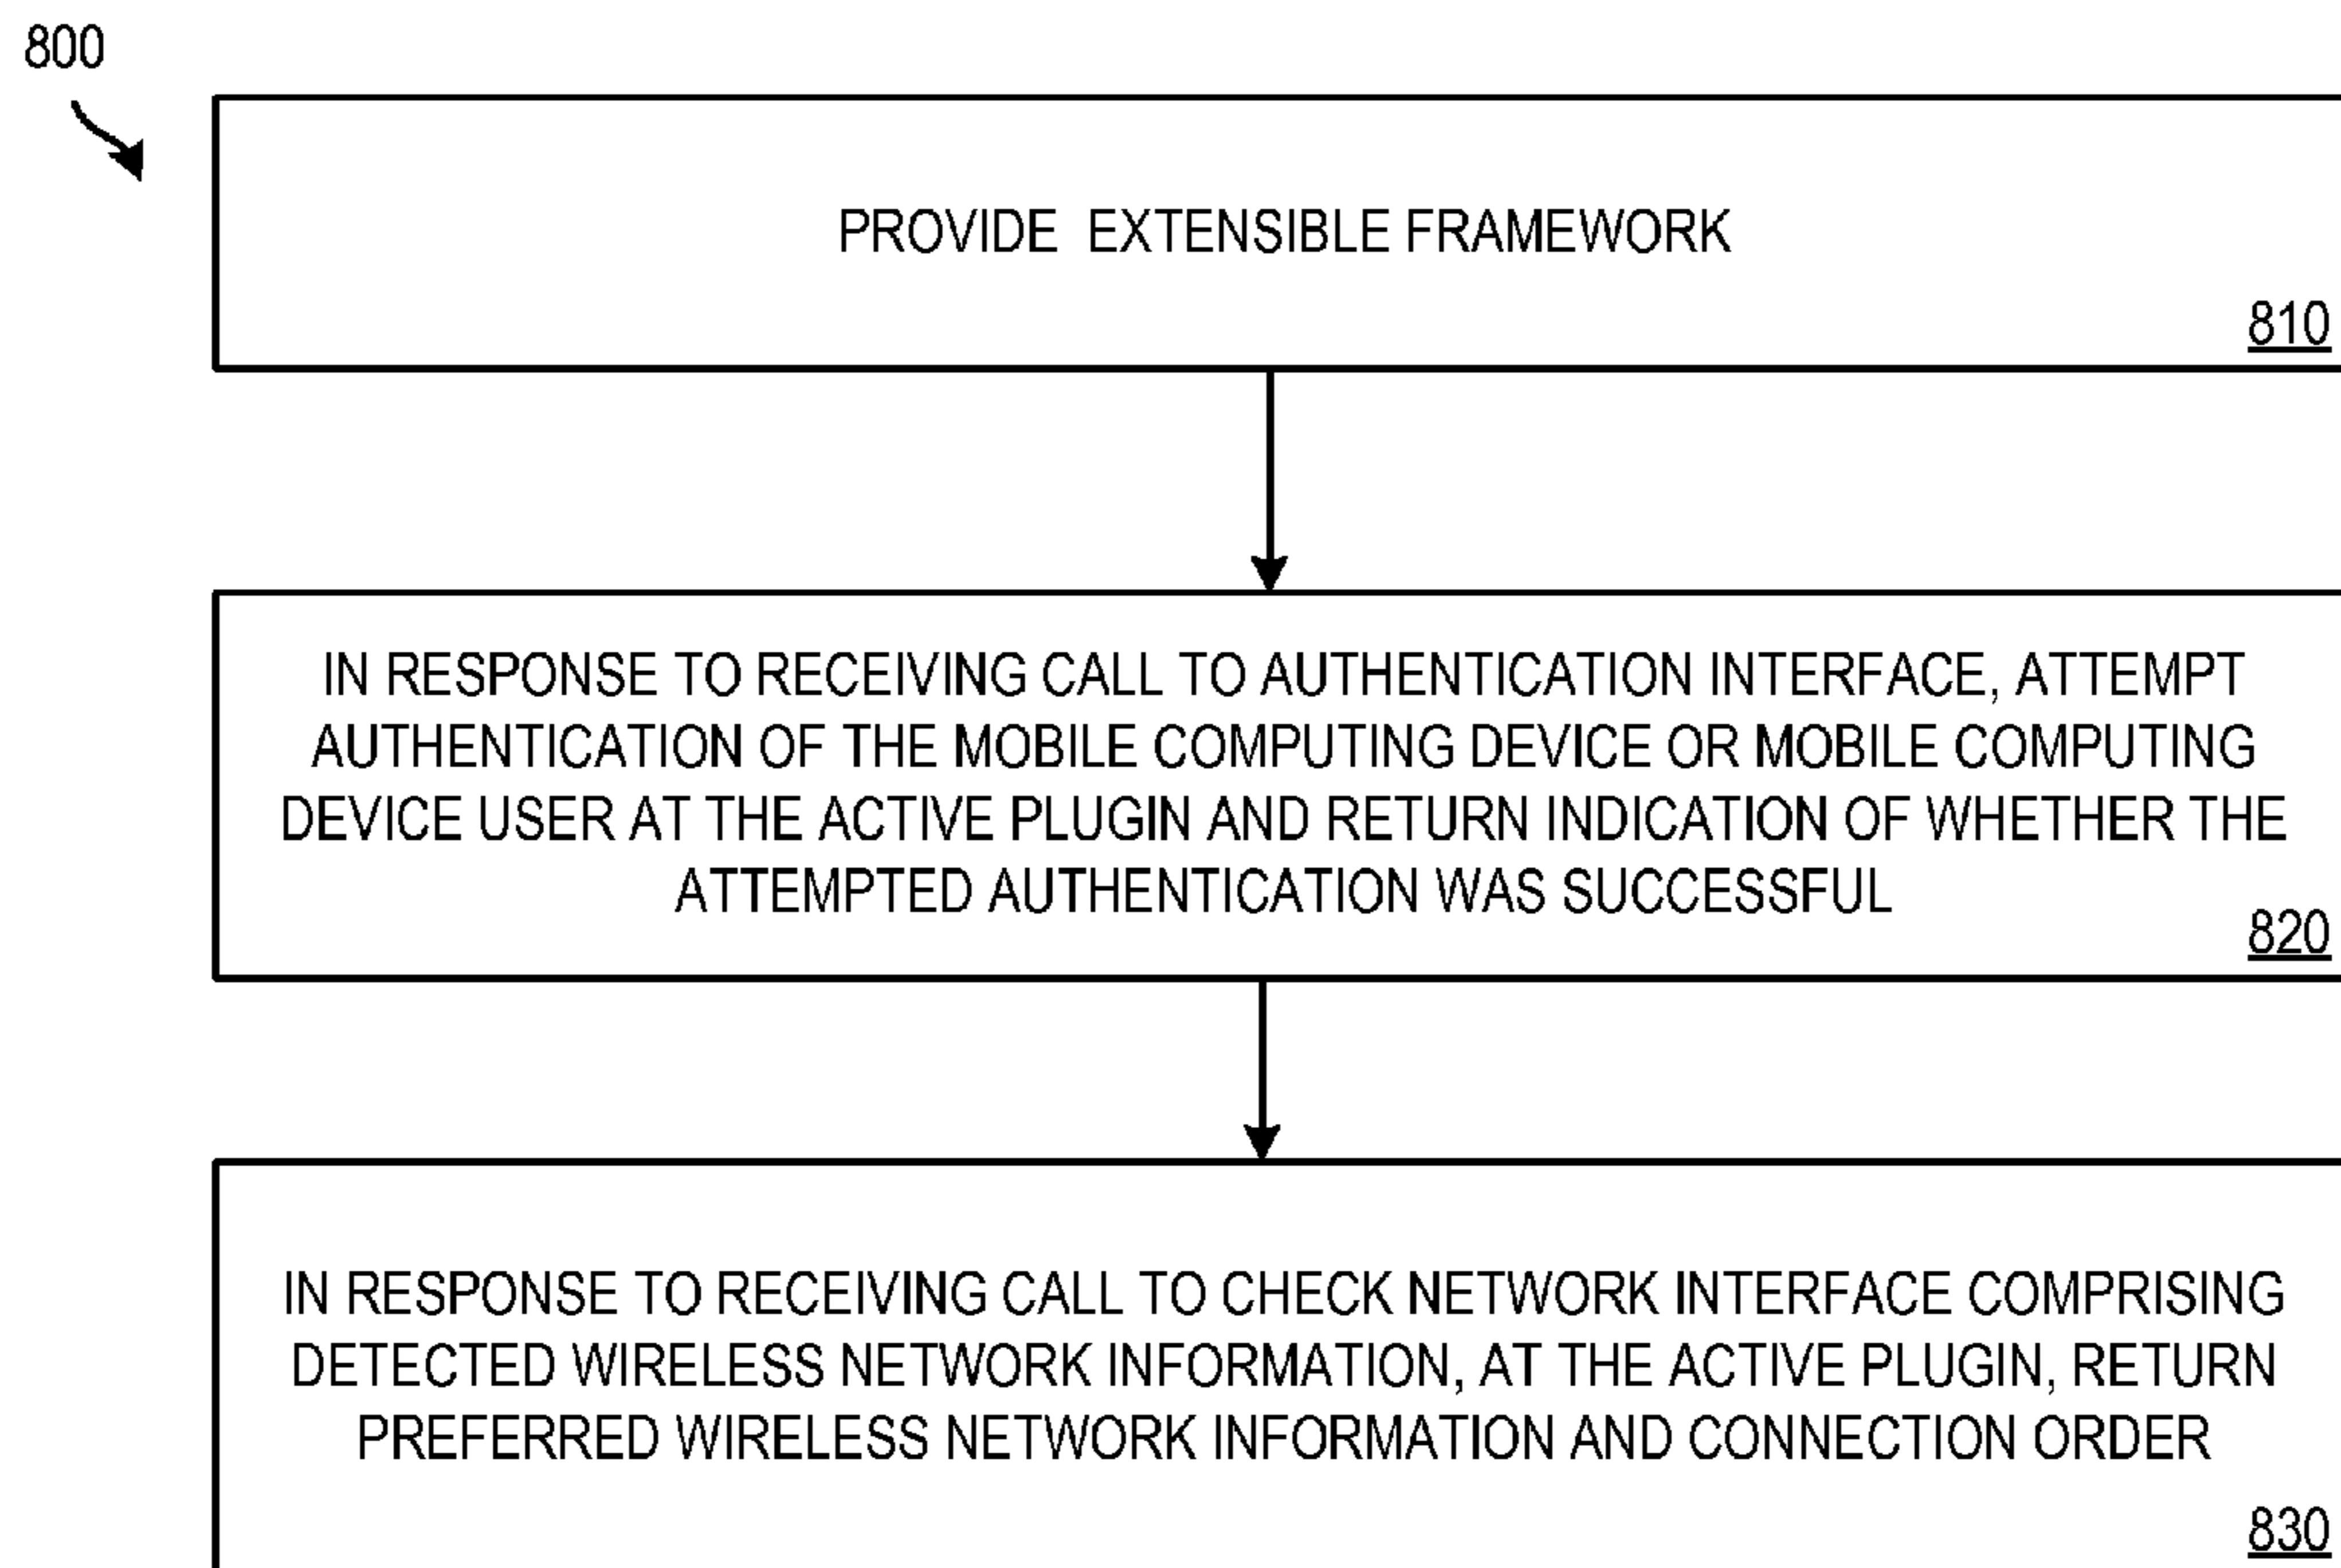 800
PROVIDE EXTENSIBLE FRAMEWORK
810
IN RESPONSE TO RECEIVING CALL TO AUTHENTICATION INTERFACE, ATTEMPT
AUTHENTICATION OF THE MOBILE COMPUTING DEVICE OR MOBILE COMPUTING
DEVICE USER AT THE ACTIVE PLUGIN AND RETURN INDICATION OF WHETHER THE
ATTEMPTED AUTHENTICATION WAS SUCCESSFUL
820
IN RESPONSE TO RECEIVING CALL TO CHECK NETWORK INTERFACE COMPRISING
DETECTED WIRELESS NETWORK INFORMATION, AT THE ACTIVE PLUGIN, RETURN
PREFERRED WIRELESS NETWORK INFORMATION AND CONNECTION ORDER
830